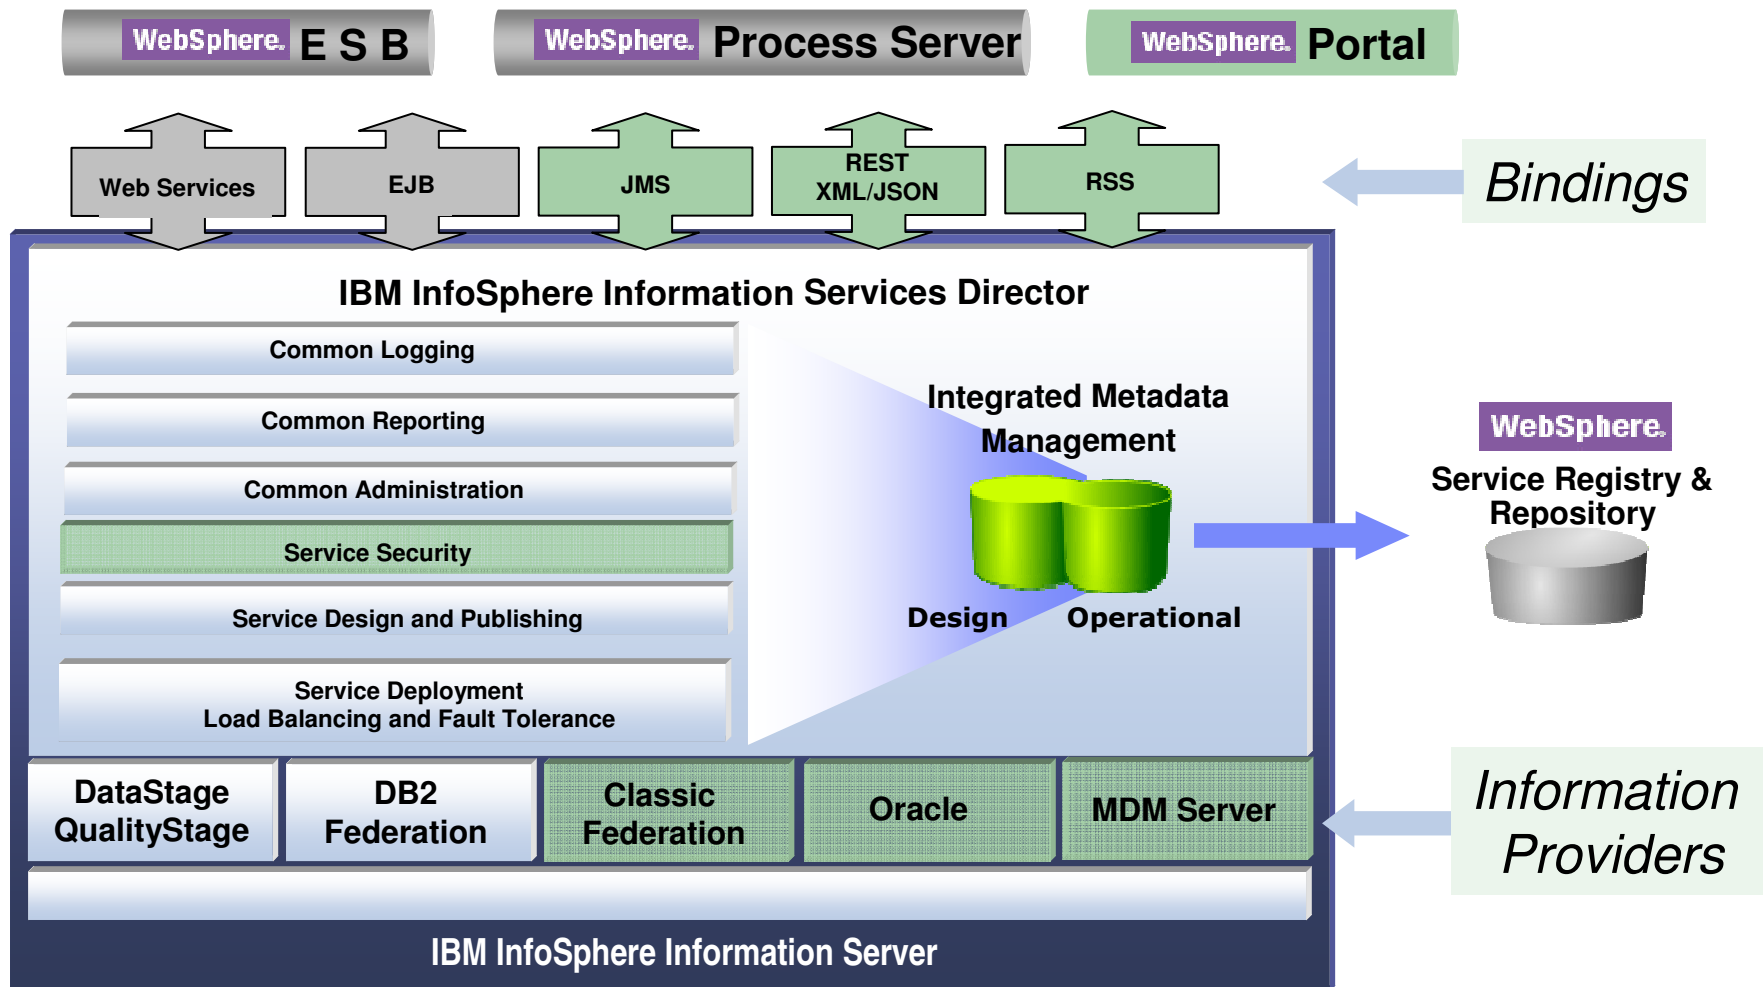 WebSphere. E S B
WebSphere. Process Server
WebSphere. Portal
Web Services
EJB
JMS
REST
XML/JSON
RSS
Bindings
IBM InfoSphere Information Services Director
Common Logging
Common Reporting
Common Administration
Service Security
Service Design and Publishing
Service Deployment
Load Balancing and Fault Tolerance
Integrated Metadata
Management
Design
Operational
WebSphere.
Service Registry &
Repository
DataStage
QualityStage
DB2
Federation
Classic
Federation
Oracle
MDM Server
Information
Providers
IBM InfoSphere Information Server